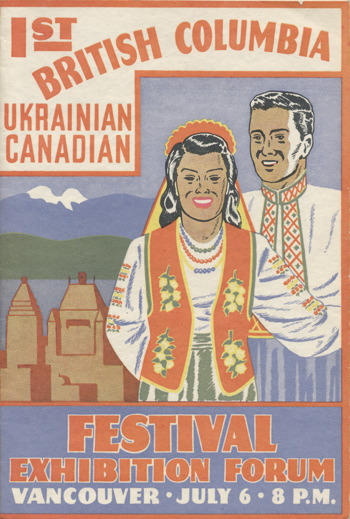 1ST
BRITISH COLUMBIA
UKRAINIAN
CANADIAN
FESTIVAL
EXHIBITION FORUM
VANCOUVER · JULY 6 · 8 P.M.